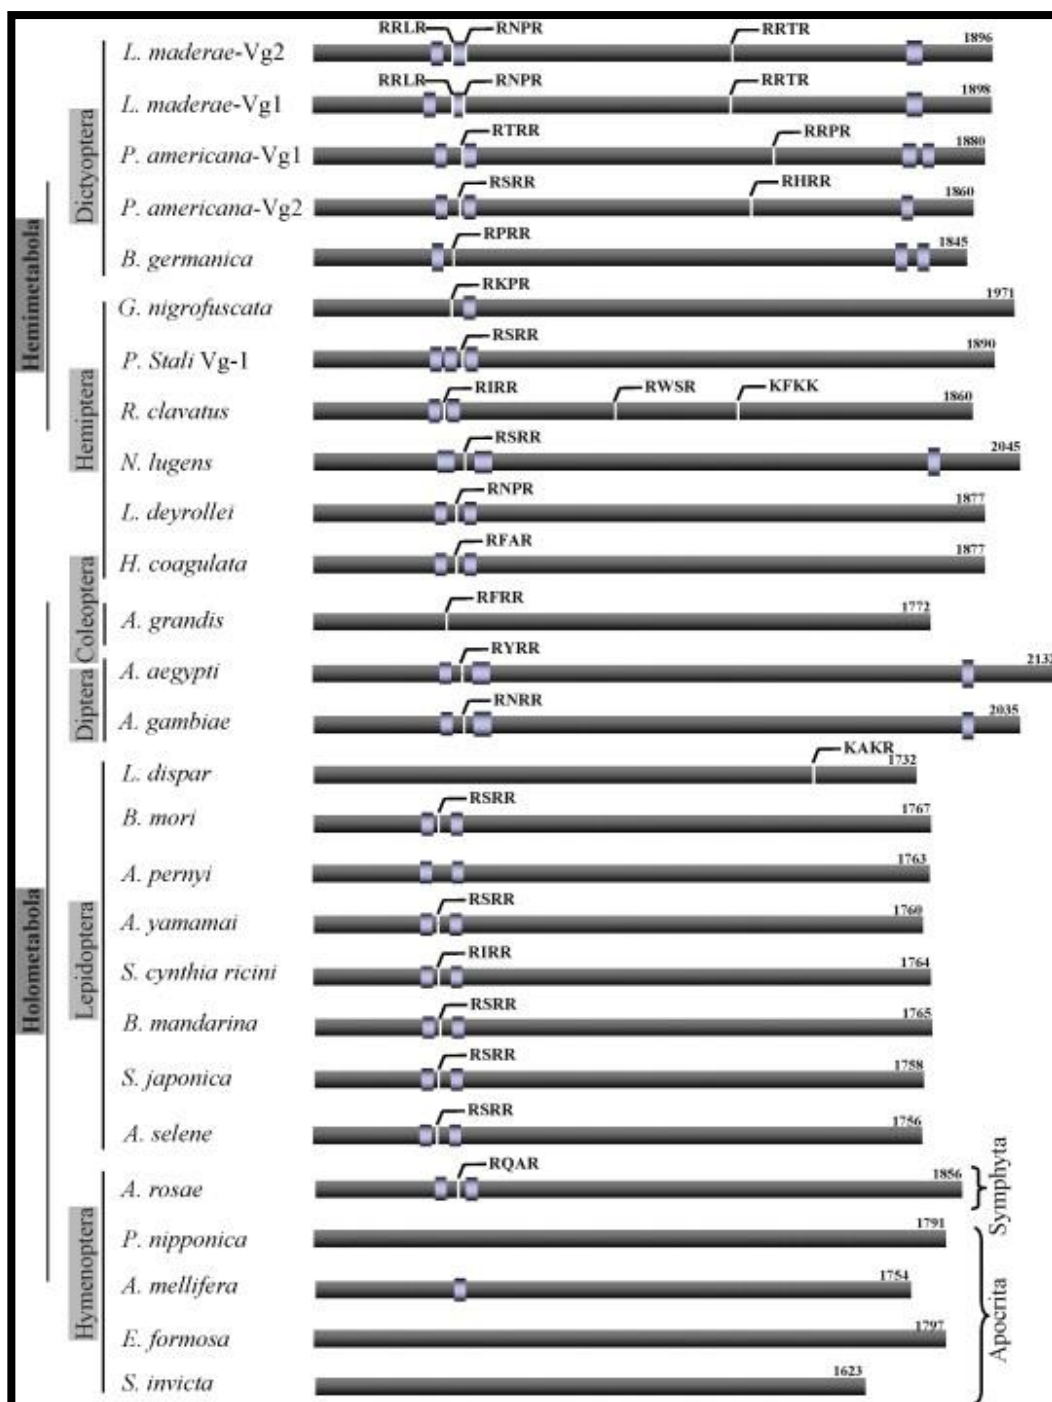 RRLR RNPR RRTR
L. maderae-Vg2 1896
RRLR RNPR RRTR
L. maderae-Vg1 1898
RTRR RRPR
P. americana-Vg1 1880
RSRR RHRR
P. americana-Vg2 1860
RPRR
B. germanica 1845
Dictyoptera
RKPR
G. nigrofuscata 1971
RSRR
P. Stali Vg-1 1890
RIRR RWSR KFKK
R. clavatus 1860
RSRR
N. lugens 2045
RNPR
L. deyrollei 1877
RFAR
H. coagulata 1877
Hemiptera
Hemimetabola
RFRR
A. grandis 1772
Coleoptera
RYRR
A. aegypti
RNRR
A. gambiae 2035
Diptera
KAKR
L. dispar 1732
RSRR
B. mori 1767
A. pernyi 1763
RSRR
A. yamamai 1760
RIRR
S. cynthia ricini 1764
RSRR
B. mandarina 1765
RSRR
S. japonica 1758
RSRR
A. selene 1756
Lepidoptera
RQAR
A. rosae 1856
Symphyta
P. nipponica 1791
A. mellifera 1754
E. formosa 1797
S. invicta 1623
Apocrita
Hymenoptera
Holometabola